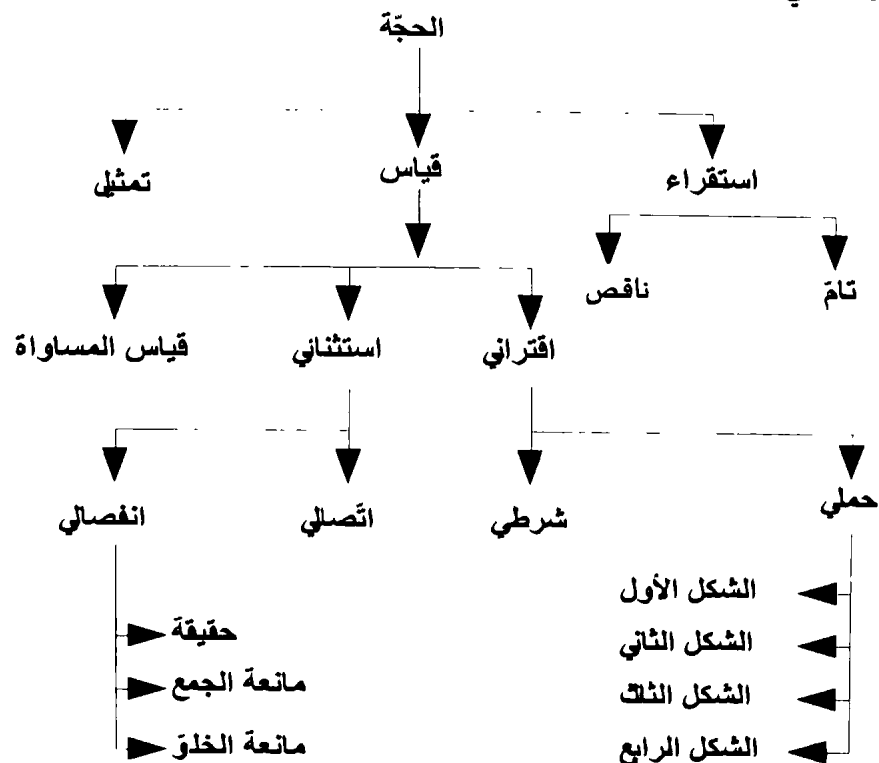 الحجّة
استقراء قياس تمثيل
تامّ ناقص
اقتراني استثنائي قياس المساواة
حملي شرطي اتّصالي انفصالي
الشكل الأول
الشكل الثاني
الشكل الثالث
الشكل الرابع
حقيقة
مانعة الجمع
مانعة الخلوّ